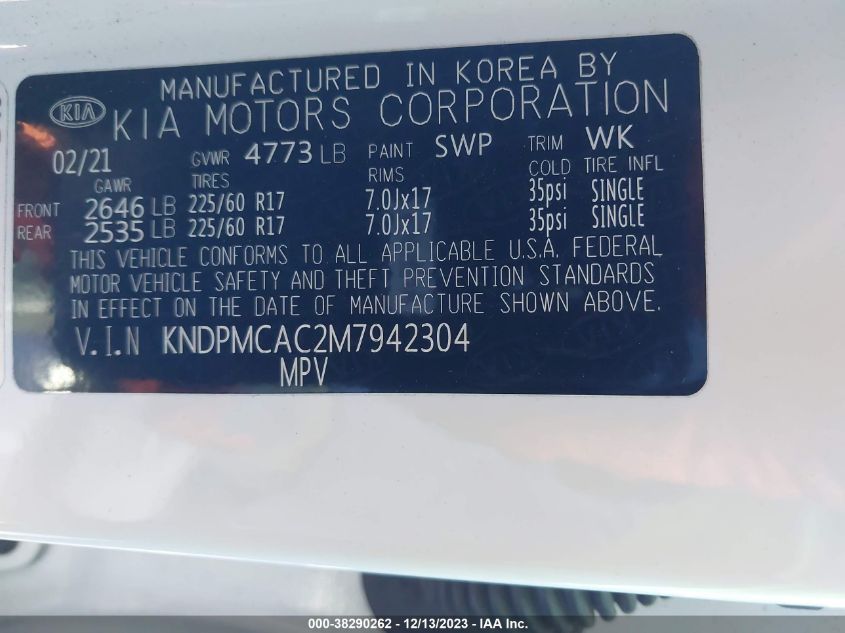 MANUFACTURED IN KOREA BY
KIA KIA MOTORS CORPORATION
02/21 GVWR 4773 LB PAINT SWP TRIM WK
GAWR TIRES RIMS COLD TIRE INFL
FRONT 2646 LB 225/60 R17 7.0Jx17 35psi SINGLE
REAR 2535 LB 225/60 R17 7.0Jx17 35psi SINGLE
THIS VEHICLE CONFORMS TO ALL APPLICABLE U.S.A. FEDERAL
MOTOR VEHICLE SAFETY AND THEFT PREVENTION STANDARDS
IN EFFECT ON THE DATE OF MANUFACTURE SHOWN ABOVE.
V.I.N KNDPMCAC2M7942304
MPV
000-38290262 - 12/13/2023 - IAA Inc.